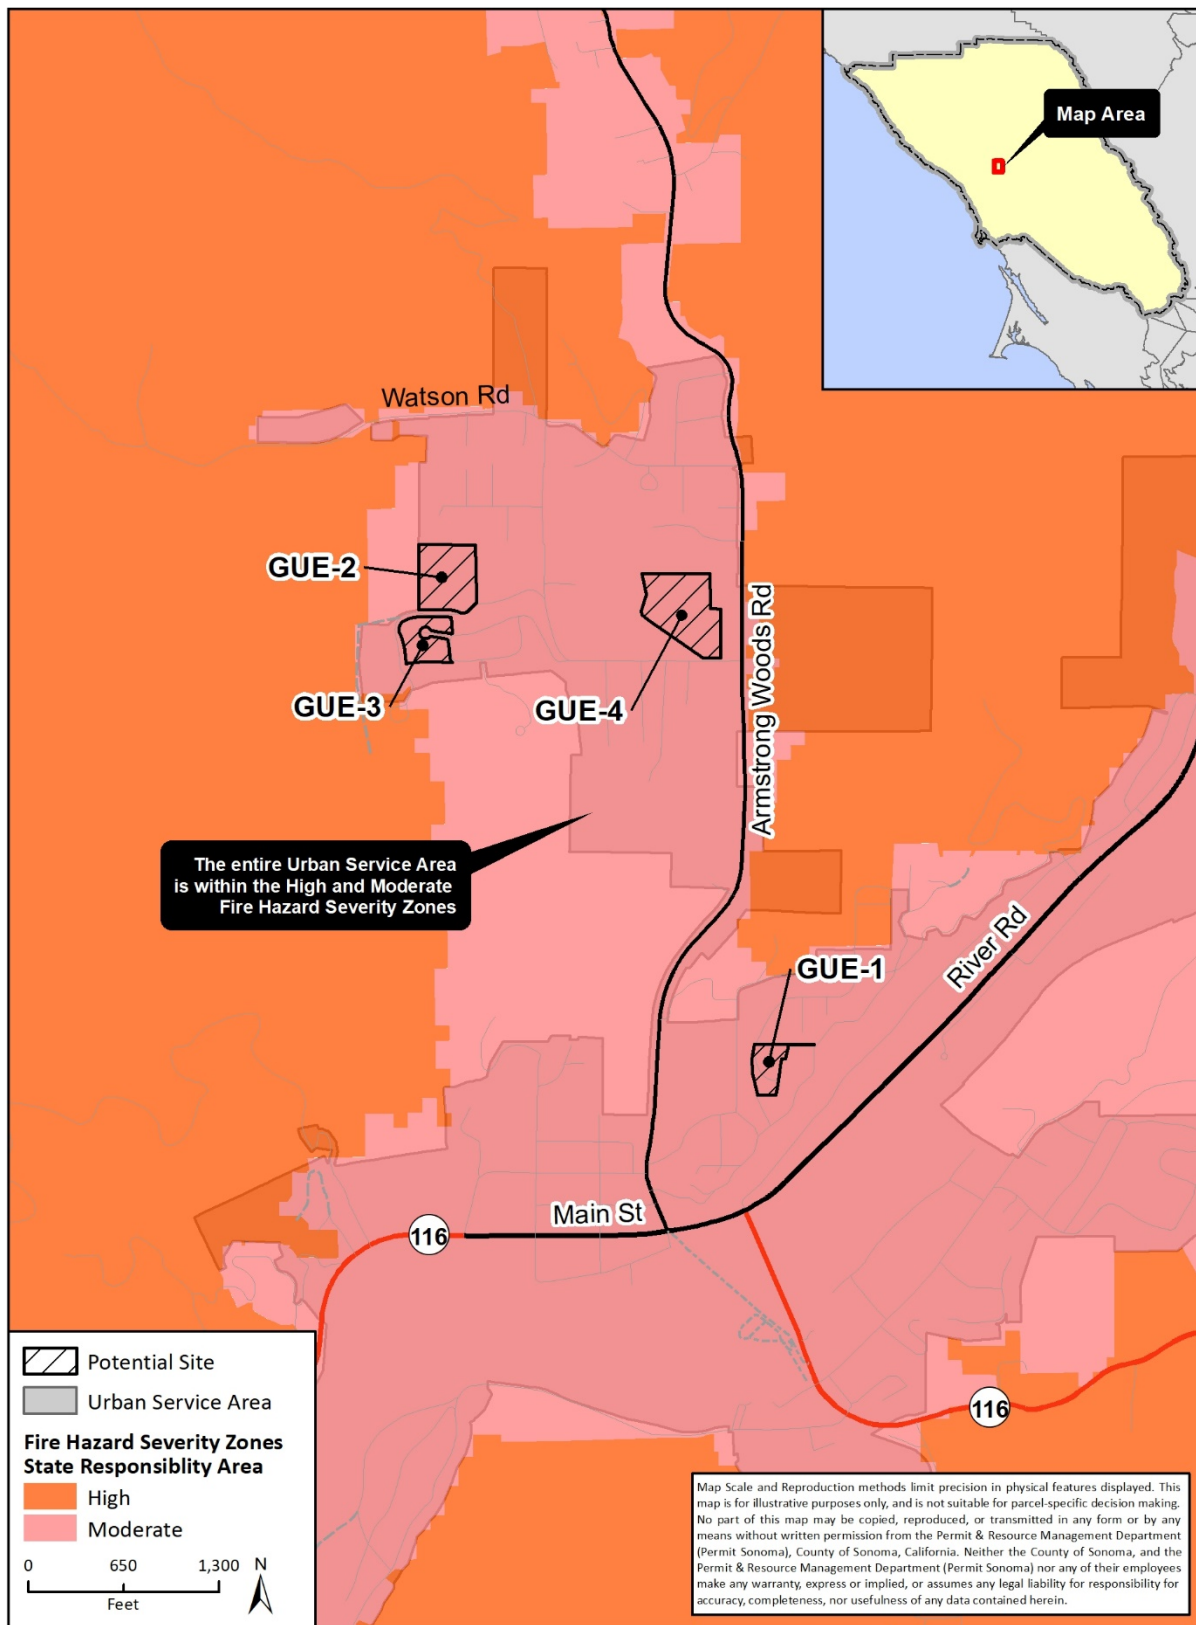 Map Area
Watson Rd
GUE-2
GUE-3
GUE-4
Armstrong Woods Rd
The entire Urban Service Area
is within the High and Moderate
Fire Hazard Severity Zones
GUE-1
River Rd
Main St
116
116
Potential Site
Urban Service Area
Fire Hazard Severity Zones
State Responsiblity Area
High
Moderate
0 650 1,300
Feet
N
Map Scale and Reproduction methods limit precision in physical features displayed. This
map is for illustrative purposes only, and is not suitable for parcel-specific decision making.
No part of this map may be copied, reproduced, or transmitted in any form or by any
means without written permission from the Permit & Resource Management Department
(Permit Sonoma), County of Sonoma, California. Neither the County of Sonoma, and the
Permit & Resource Management Department (Permit Sonoma) nor any of their employees
make any warranty, express or implied, or assumes any legal liability for responsibility for
accuracy, completeness, nor usefulness of any data contained herein.